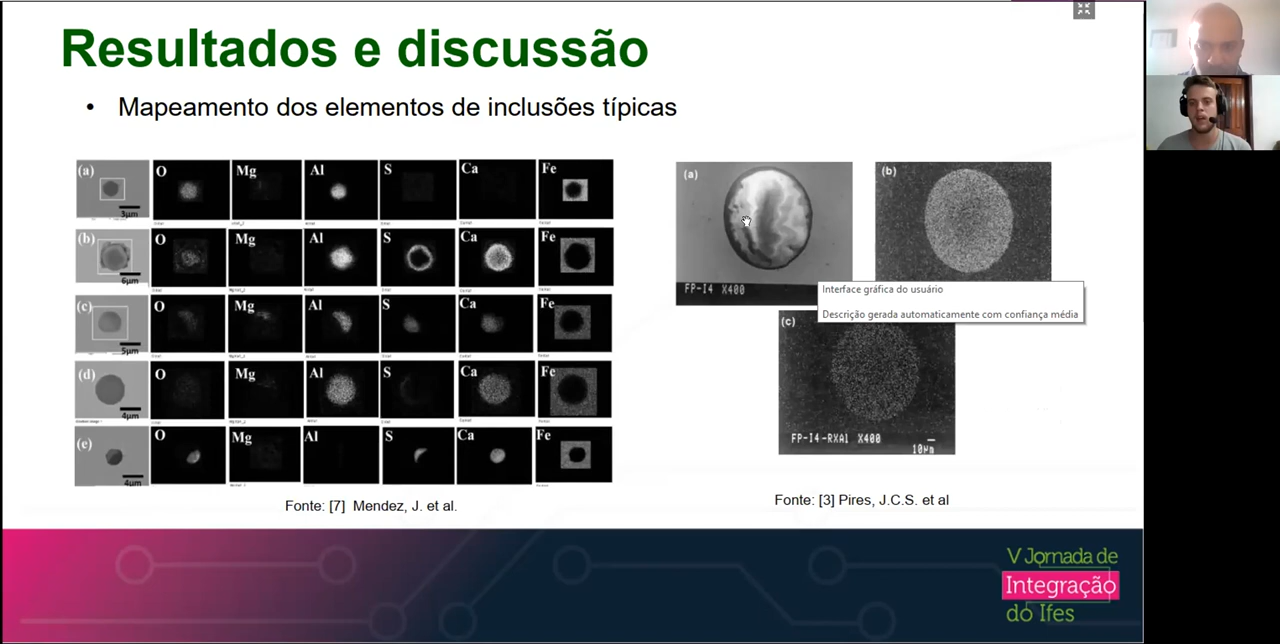 Resultados e discussão
• Mapeamento dos elementos de inclusões típicas
(a) O Mg Al S Ca Fe
3μm
(b) O Mg Al S Ca Fe
6μm
(c) O Mg Al S Ca Fe
5μm
(d) O Mg Al S Ca Fe
4μm
(e) O Mg Al S Ca Fe
4μm
Fonte: [7] Mendez, J. et al.
(a)
FP-I4 X400
(b)
Interface gráfica do usuário
Descrição gerada automaticamente com confiança média
(c)
FP-I4-RXAl X400
10μm
Fonte: [3] Pires, J.C.S. et al
V Jornada de
Integração
do Ifes